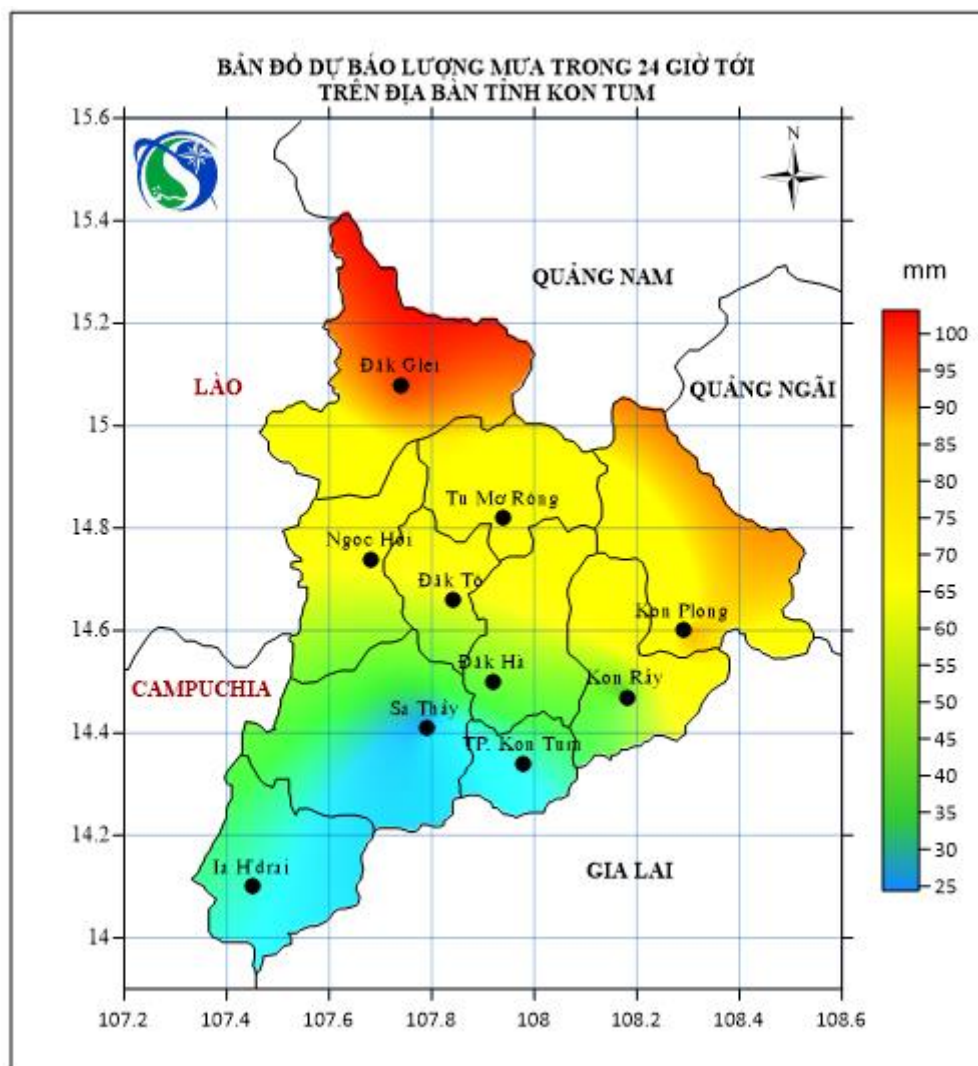 BẢN ĐỒ DỰ BÁO LƯỢNG MƯA TRONG 24 GIỜ TỚI
TRÊN ĐỊA BÀN TỈNH KON TUM
15.6
N
15.4
QUẢNG NAM
mm
15.2
100
Đăk Glei
95
LÀO
QUẢNG NGÃI
90
85
15
80
Tu Mơ Rông
75
14.8
70
Ngọc Hồi
65
Đăk Tô
60
Kon Plong
14.6
55
Đăk Hà
50
CAMPUCHIA
Kon Rẫy
45
Sa Thầy
14.4
40
TP. Kon Tum
35
14.2
30
Ia H'drai
GIA LAI
25
14
107.2 107.4 107.6 107.8 108 108.2 108.4 108.6